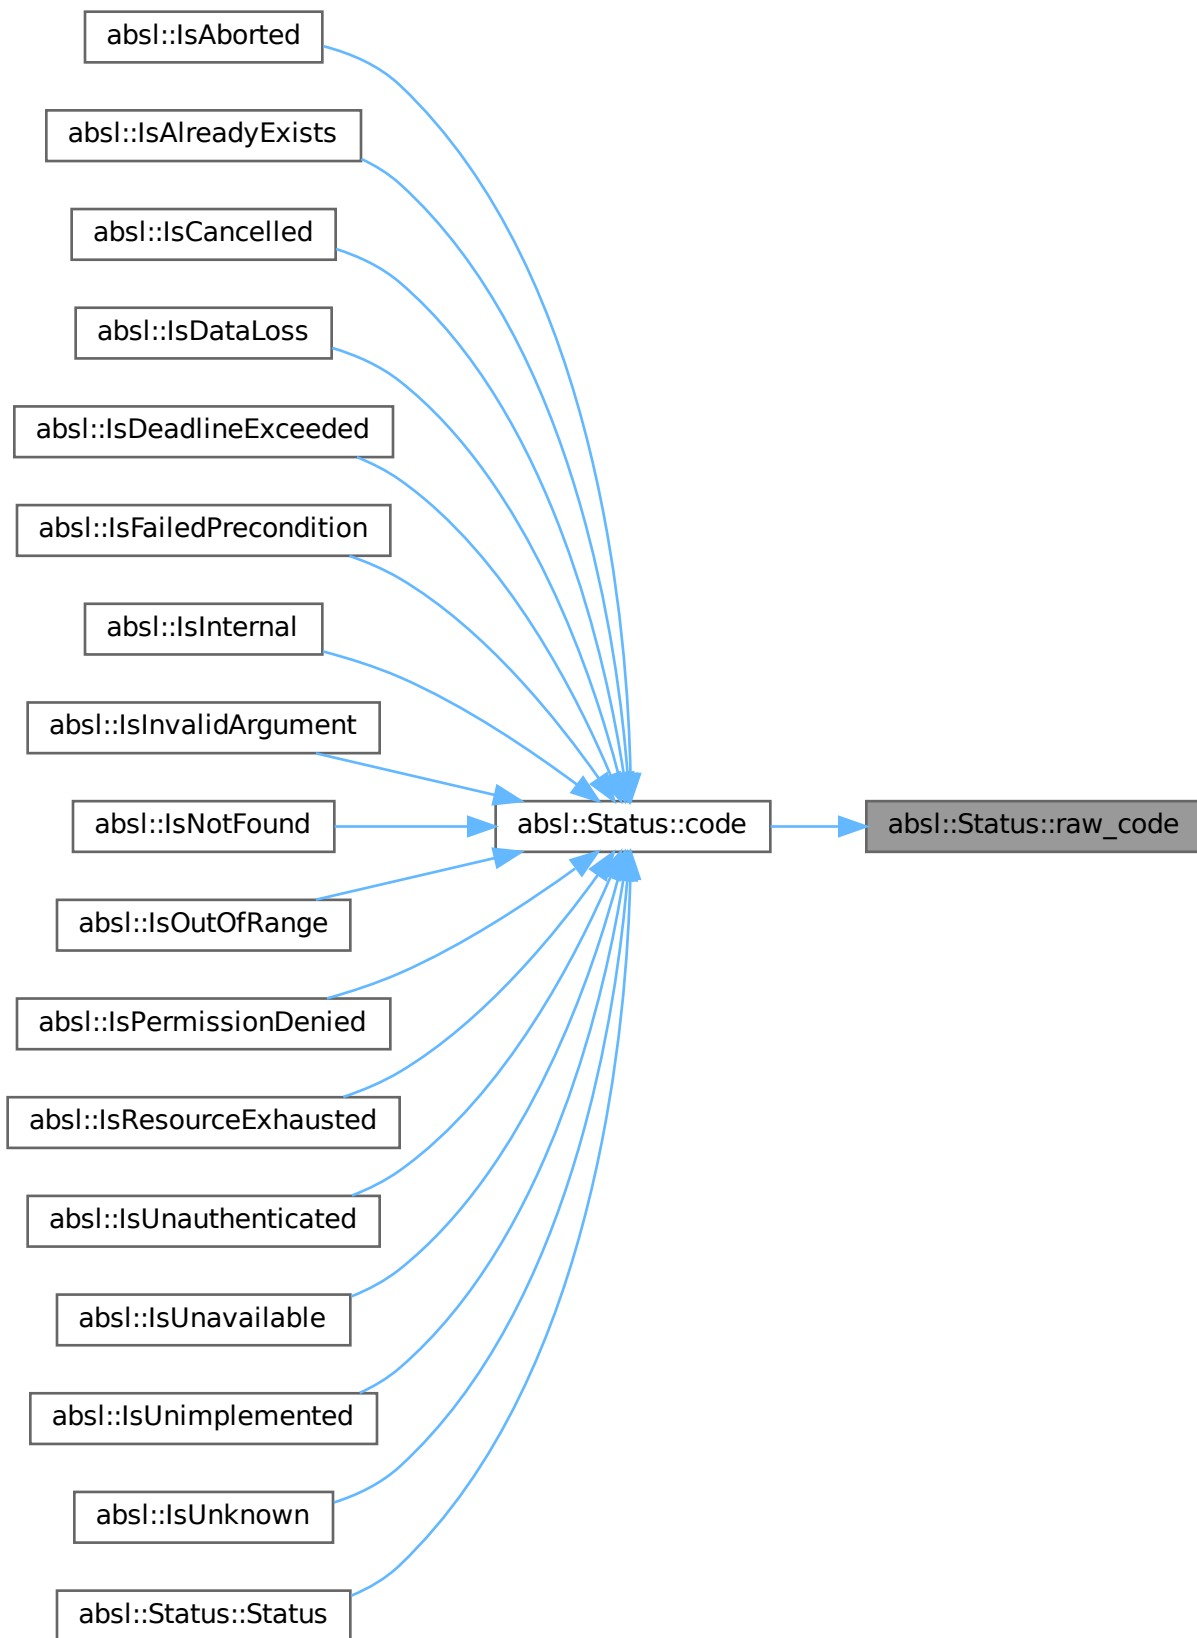 absl::IsAborted
absl::IsAlreadyExists
absl::IsCancelled
absl::IsDataLoss
absl::IsDeadlineExceeded
absl::IsFailedPrecondition
absl::IsInternal
absl::IsInvalidArgument
absl::IsNotFound
absl::Status::code
absl::Status::raw_code
absl::IsOutOfRange
absl::IsPermissionDenied
absl::IsResourceExhausted
absl::IsUnauthenticated
absl::IsUnavailable
absl::IsUnimplemented
absl::IsUnknown
absl::Status::Status